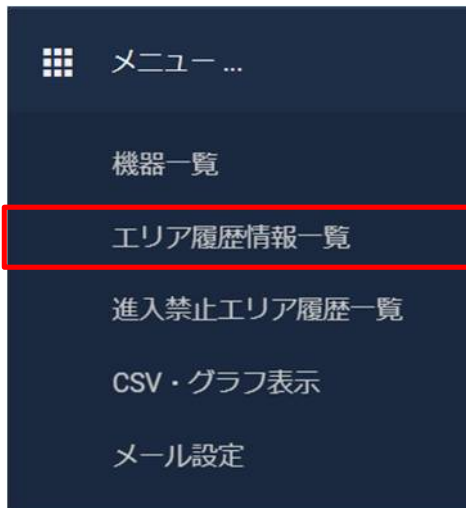 メニュー ...
機器一覧
エリア履歴情報一覧
進入禁止エリア履歴一覧
CSV・グラフ表示
メール設定